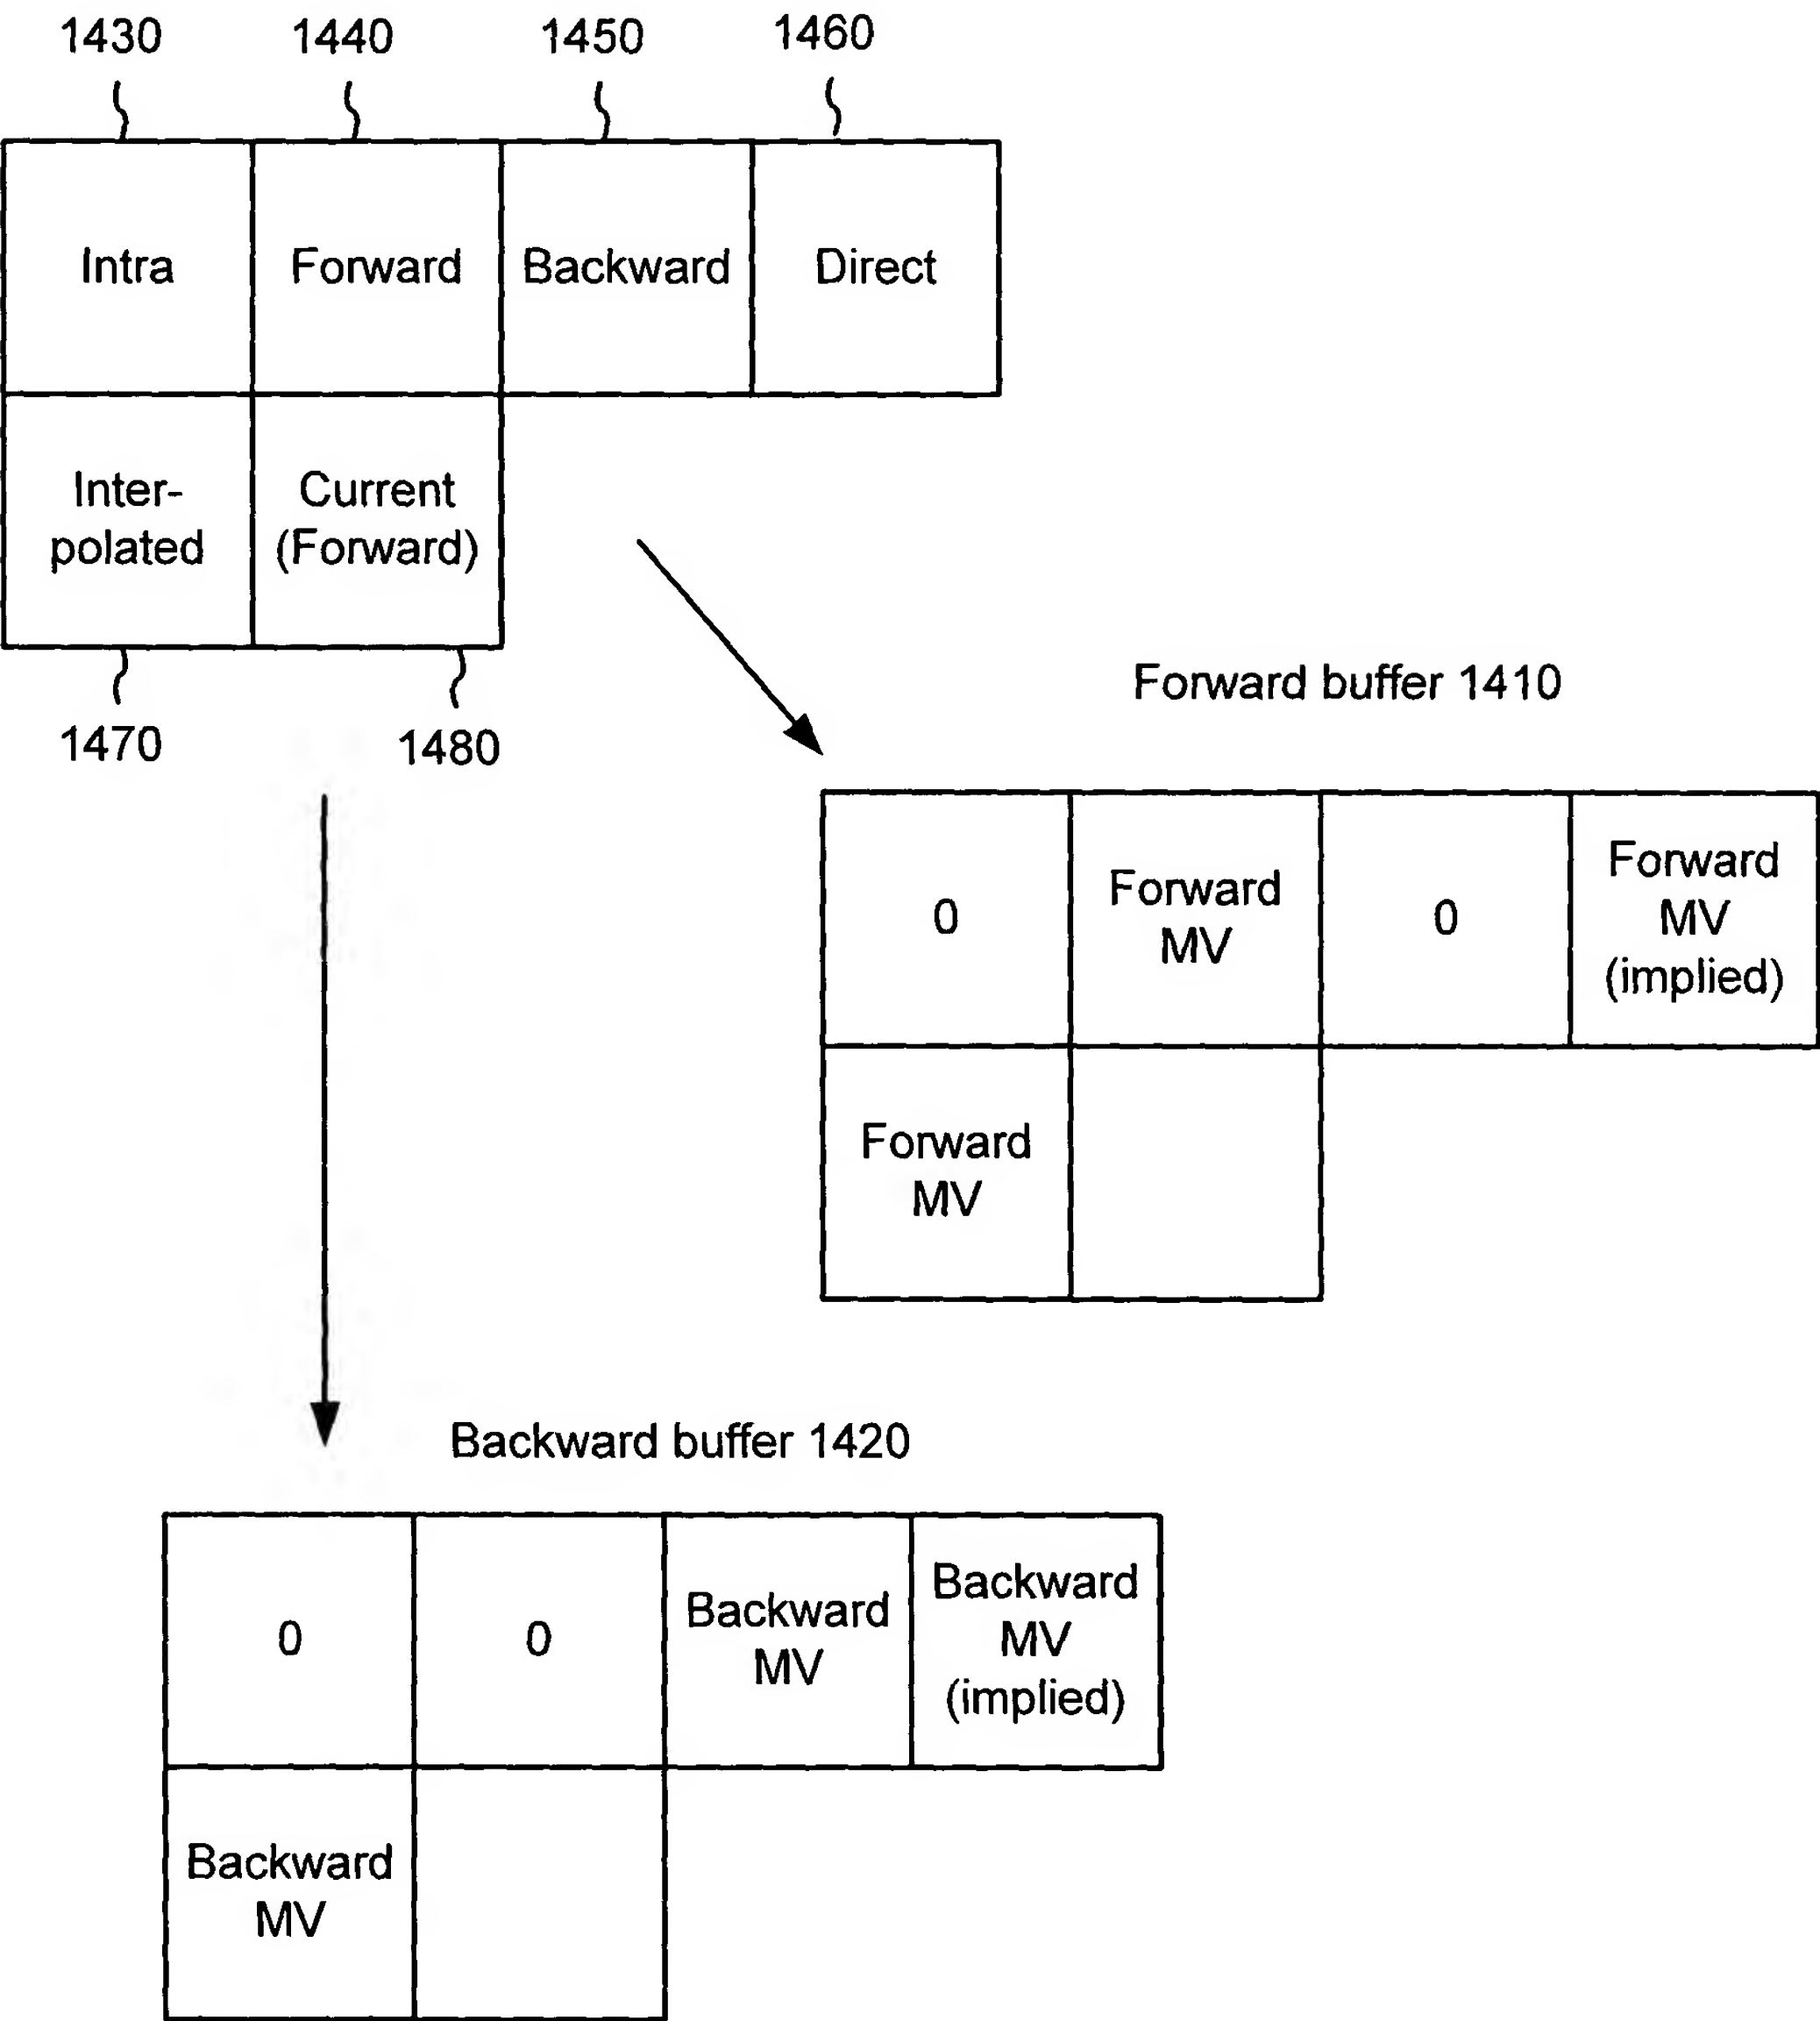 1430 1440 1450 1460
Intra Forward Backward Direct
Inter- Current
polated (Forward)
1470 1480
Forward buffer 1410
0 Forward MV 0 Forward MV (implied)
Forward MV
Backward buffer 1420
0 0 Backward MV Backward MV (implied)
Backward MV